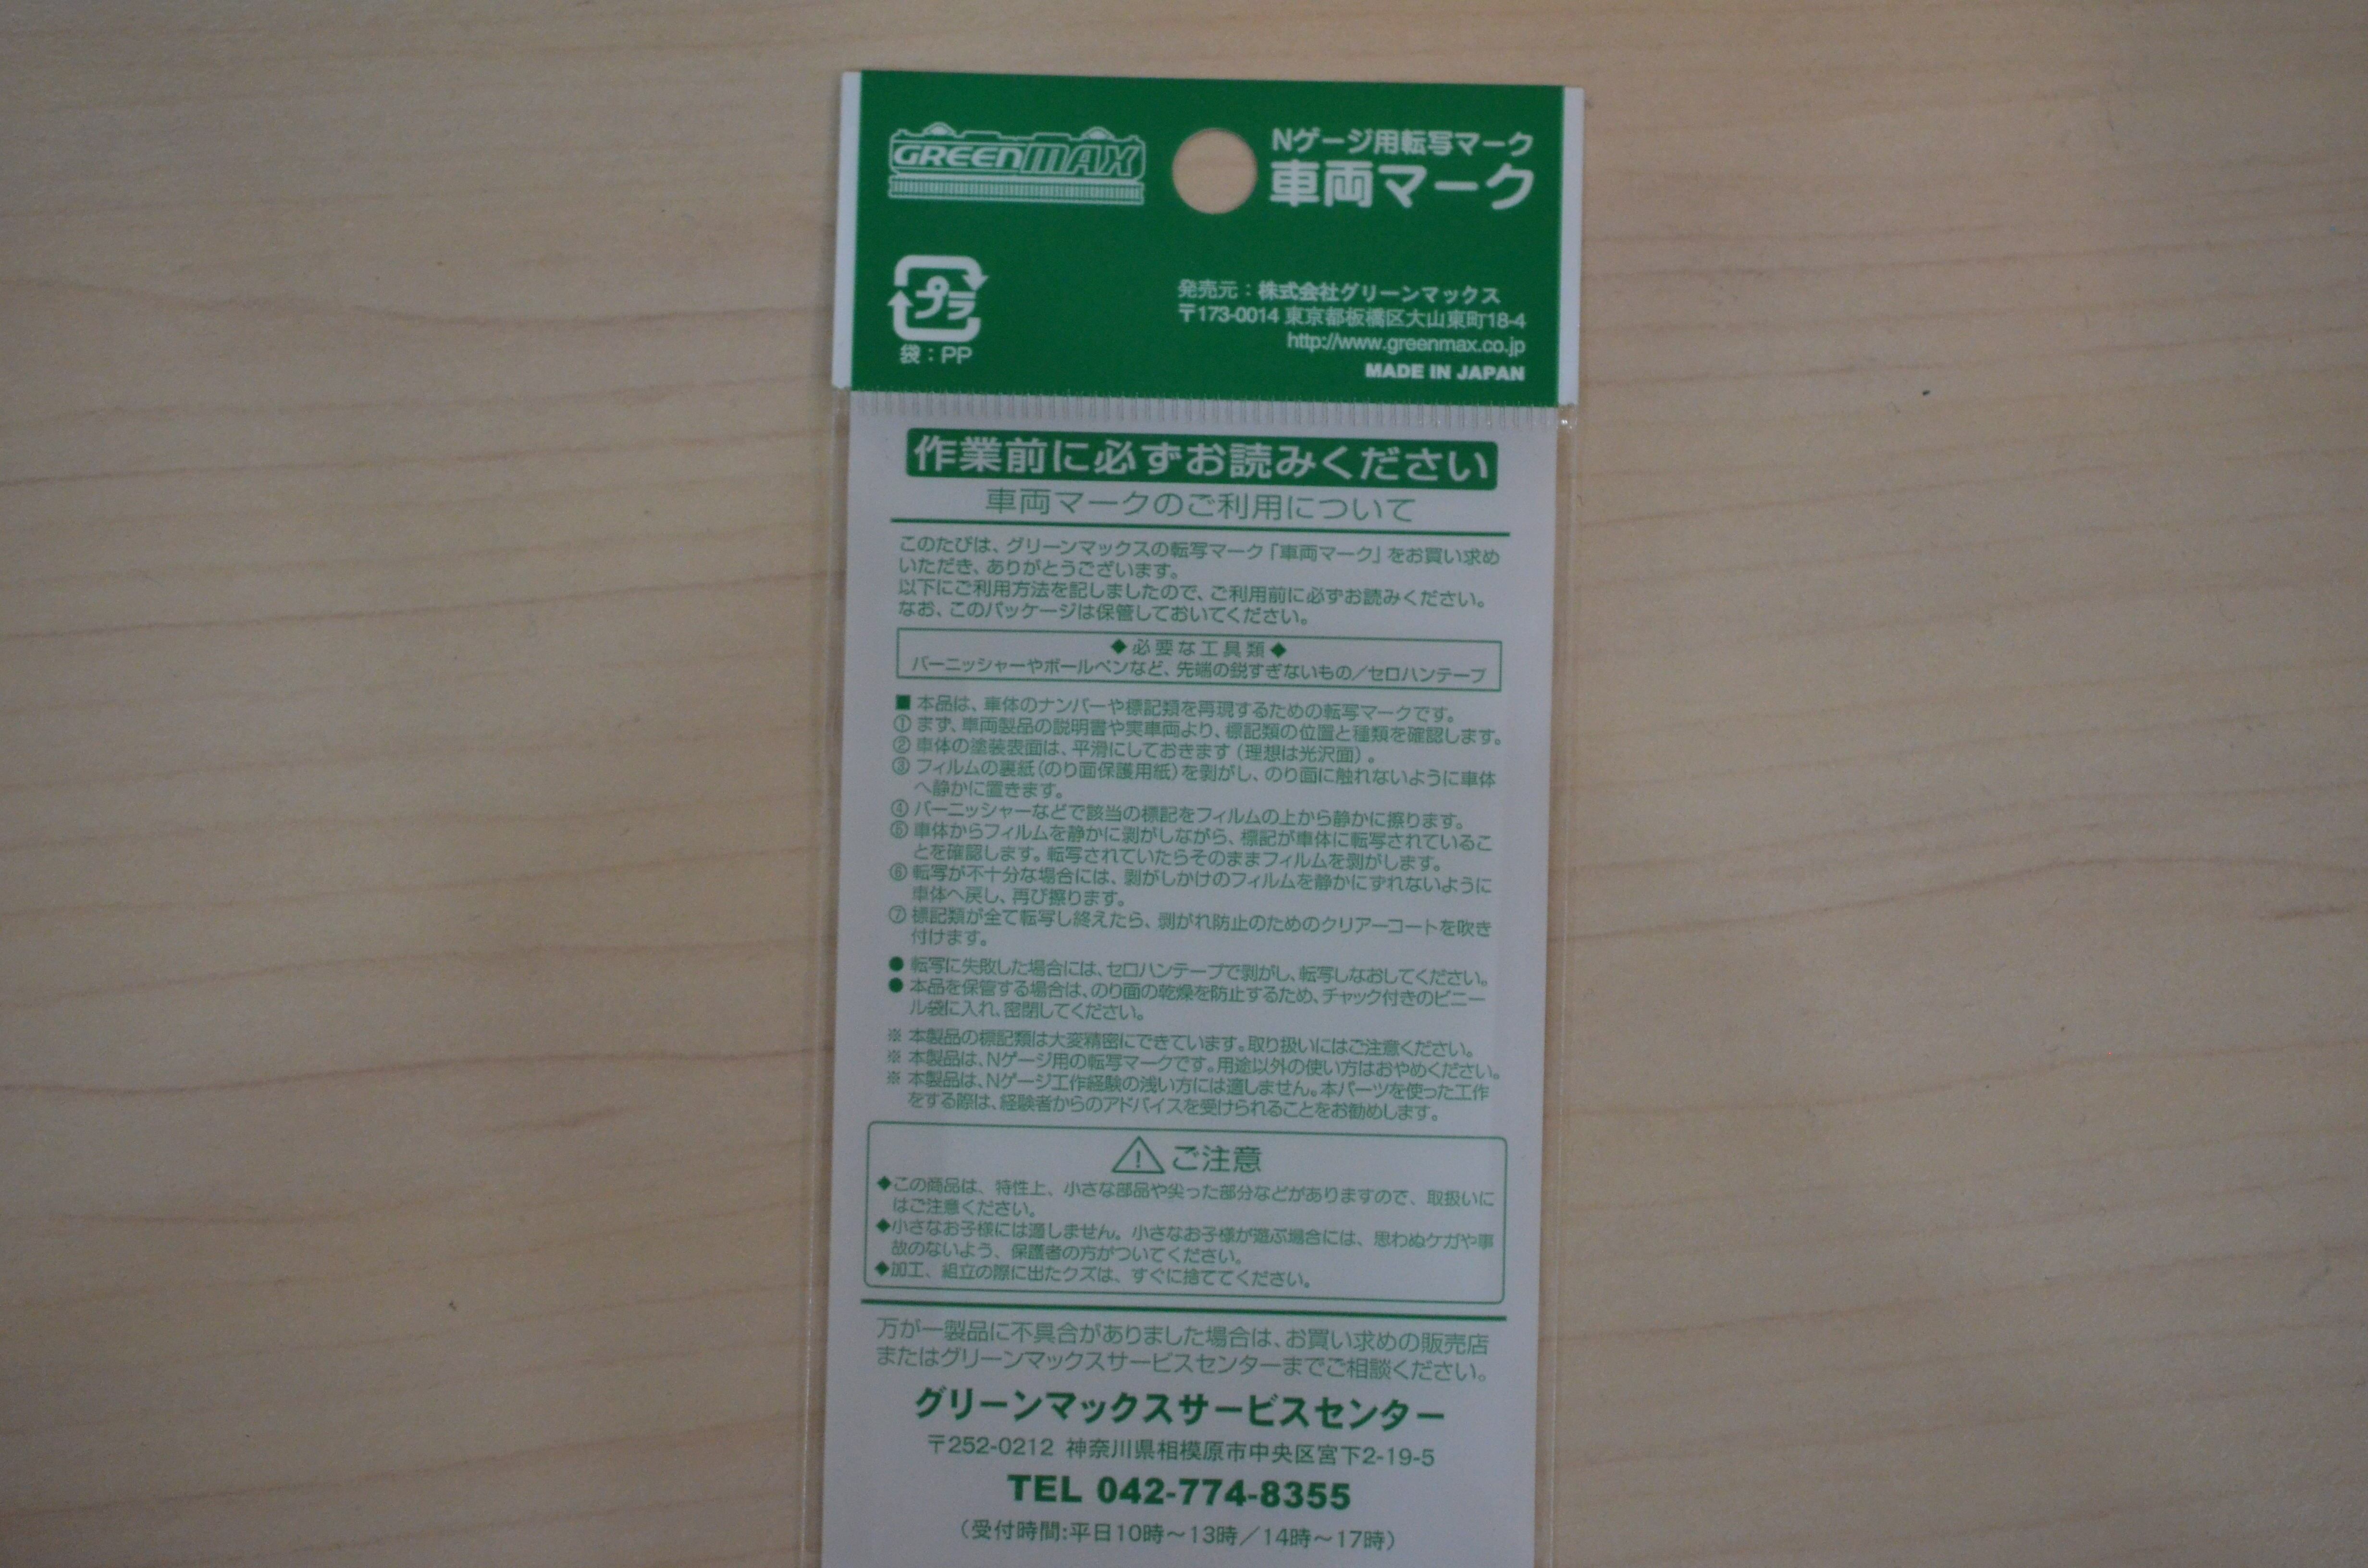 GREENMAX
Nゲージ用転写マーク
車両マーク
プラ
袋：PP
発売元：株式会社グリーンマックス
〒173-0014 東京都板橋区大山東町18-4
http://www.greenmax.co.jp
MADE IN JAPAN
作業前に必ずお読みください
車両マークのご利用について
このたびは、グリーンマックスの転写マーク「車両マーク」をお買い求め
いただき、ありがとうございます。
以下にご利用方法を記しましたので、ご利用前に必ずお読みください。
なお、このパッケージは保管しておいてください。
◆必要な工具類◆
バーニッシャーやボールペンなど、先端の鋭すぎないもの／セロハンテープ
■ 本品は、車体のナンバーや標記類を再現するための転写マークです。
① まず、車両製品の説明書や実車両より、標記類の位置と種類を確認します。
② 車体の塗装表面は、平滑にしておきます（理想は光沢面）。
③ フィルムの裏紙（のり面保護用紙）を剥がし、のり面に触れないように車体
へ静かに置きます。
④ バーニッシャーなどで該当の標記をフィルムの上から静かに擦ります。
⑤ 車体からフィルムを静かに剥がしながら、標記が車体に転写されているこ
とを確認します。転写されていたらそのままフィルムを剥がします。
⑥ 転写が不十分な場合には、剥がしかけのフィルムを静かにずれないように
車体へ戻し、再び擦ります。
⑦ 標記類が全て転写し終えたら、剥がれ防止のためのクリアーコートを吹き
付けます。
● 転写に失敗した場合には、セロハンテープで剥がし、転写しなおしてください。
● 本品を保管する場合は、のり面の乾燥を防止するため、チャック付きのビニー
ル袋に入れ、密閉してください。
※ 本製品の標記類は大変精密にできています。取り扱いにはご注意ください。
※ 本製品は、Nゲージ用の転写マークです。用途以外の使い方はおやめください。
※ 本製品は、Nゲージ工作経験の浅い方には適しません。本パーツを使った工作
をする際は、経験者からのアドバイスを受けられることをお勧めします。
ご注意
◆この商品は、特性上、小さな部品や尖った部分などがありますので、取扱いに
はご注意ください。
◆小さなお子様には適しません。小さなお子様が遊ぶ場合には、思わぬケガや事
故のないよう、保護者の方がついてください。
◆加工、組立の際に出たクズは、すぐに捨ててください。
万が一製品に不具合がありました場合は、お買い求めの販売店
またはグリーンマックスサービスセンターまでご相談ください。
グリーンマックスサービスセンター
〒252-0212 神奈川県相模原市中央区宮下2-19-5
TEL 042-774-8355
（受付時間:平日10時～13時／14時～17時）